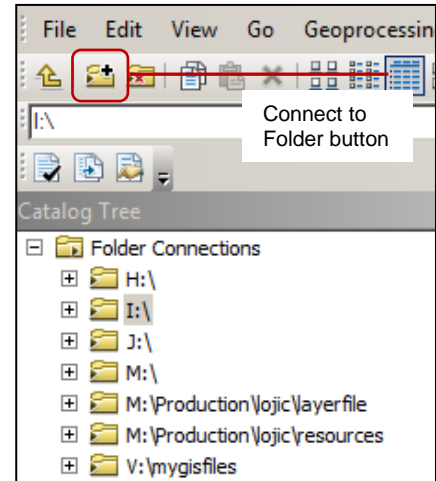 File Edit View Go Geoprocessin
I:\
Connect to
Folder button
Catalog Tree
Folder Connections
H:\
I:\
J:\
M:\
M:\Production\lojic\layerfile
M:\Production\lojic\resources
V:\mygisfiles